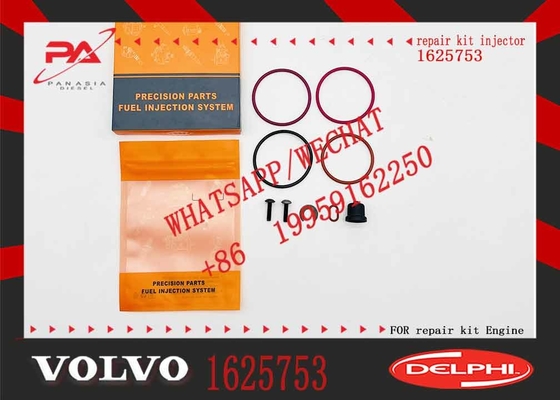 PA
PANASIA
DIESEL
repair kit injector
1625753
PRECISION PARTS
FUEL INJECTION SYSTEM
WHATSAPP/WECHAT
+86 19959162250
PRECISION PARTS
FUEL INJECTION SYSTEM
FOR repair kit Engine
VOLVO 1625753
DELPHI